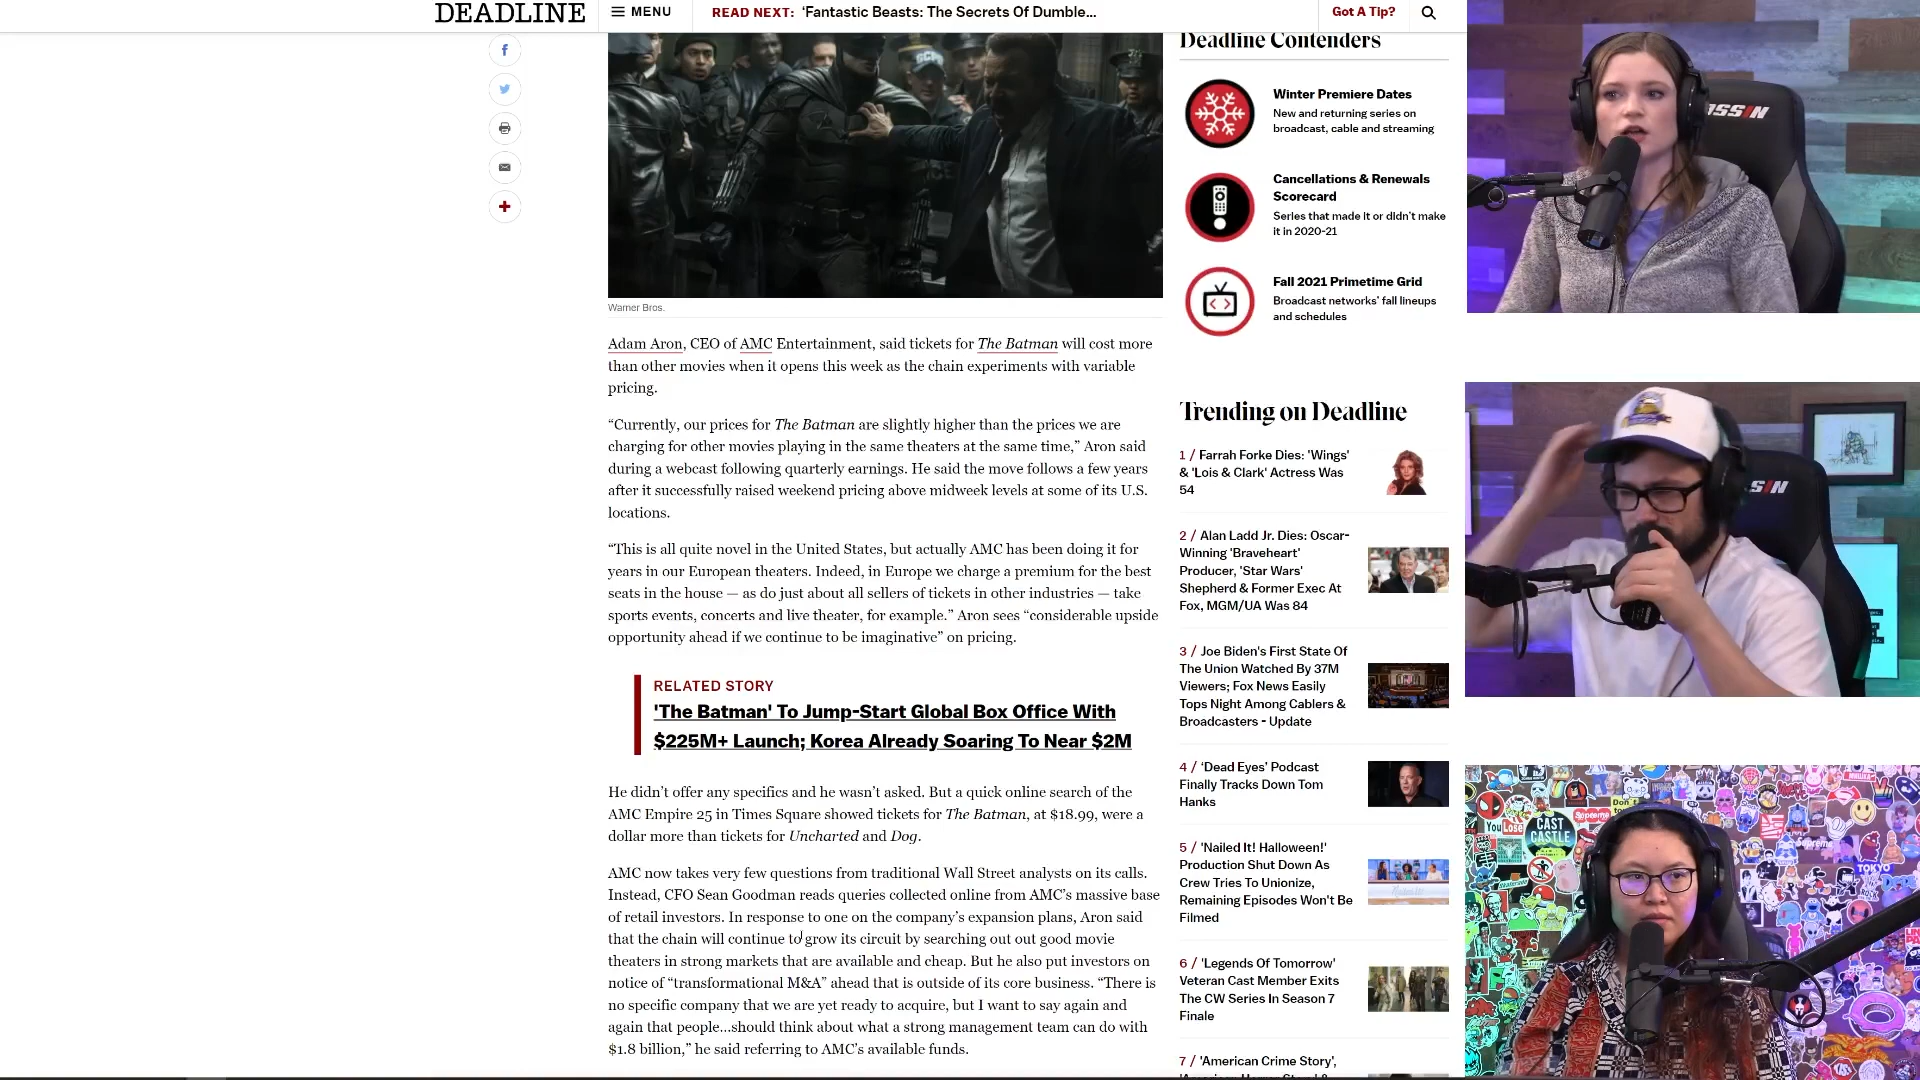 DEADLINE
MENU
READ NEXT: ‘Fantastic Beasts: The Secrets Of Dumble...
Got A Tip?
Warner Bros.
Adam Aron, CEO of AMC Entertainment, said tickets for The Batman will cost more
than other movies when it opens this week as the chain experiments with variable
pricing.
“Currently, our prices for The Batman are slightly higher than the prices we are
charging for other movies playing in the same theaters at the same time,” Aron said
during a webcast following quarterly earnings. He said the move follows a few years
after it successfully raised weekend pricing above midweek levels at some of its U.S.
locations.
“This is all quite novel in the United States, but actually AMC has been doing it for
years in our European theaters. Indeed, in Europe we charge a premium for the best
seats in the house — as do just about all sellers of tickets in other industries — take
sports events, concerts and live theater, for example.” Aron sees “considerable upside
opportunity ahead if we continue to be imaginative” on pricing.
RELATED STORY
'The Batman' To Jump-Start Global Box Office With
$225M+ Launch; Korea Already Soaring To Near $2M
He didn’t offer any specifics and he wasn’t asked. But a quick online search of the
AMC Empire 25 in Times Square showed tickets for The Batman, at $18.99, were a
dollar more than tickets for Uncharted and Dog.
AMC now takes very few questions from traditional Wall Street analysts on its calls.
Instead, CFO Sean Goodman reads queries collected online from AMC’s massive base
of retail investors. In response to one on the company’s expansion plans, Aron said
that the chain will continue to grow its circuit by searching out out good movie
theaters in strong markets that are available and cheap. But he also put investors on
notice of “transformational M&A” ahead that is outside of its core business. “There is
no specific company that we are yet ready to acquire, but I want to say again and
again that people…should think about what a strong management team can do with
$1.8 billion,” he said referring to AMC’s available funds.
Deadline Contenders
Winter Premiere Dates
New and returning series on
broadcast, cable and streaming
Cancellations & Renewals
Scorecard
Series that made it or didn't make
it in 2020-21
Fall 2021 Primetime Grid
Broadcast networks' fall lineups
and schedules
Trending on Deadline
1 / Farrah Forke Dies: 'Wings'
& 'Lois & Clark' Actress Was
54
2 / Alan Ladd Jr. Dies: Oscar-
Winning 'Braveheart'
Producer, 'Star Wars'
Shepherd & Former Exec At
Fox, MGM/UA Was 84
3 / Joe Biden's First State Of
The Union Watched By 37M
Viewers; Fox News Easily
Tops Night Among Cablers &
Broadcasters - Update
4 / ‘Dead Eyes’ Podcast
Finally Tracks Down Tom
Hanks
5 / 'Nailed It! Halloween!'
Production Shut Down As
Crew Tries To Unionize,
Remaining Episodes Won't Be
Filmed
6 / 'Legends Of Tomorrow'
Veteran Cast Member Exits
The CW Series In Season 7
Finale
7 / 'American Crime Story',
You Lose
CAST
CASTLE
Supreme
Don't
TOKYO